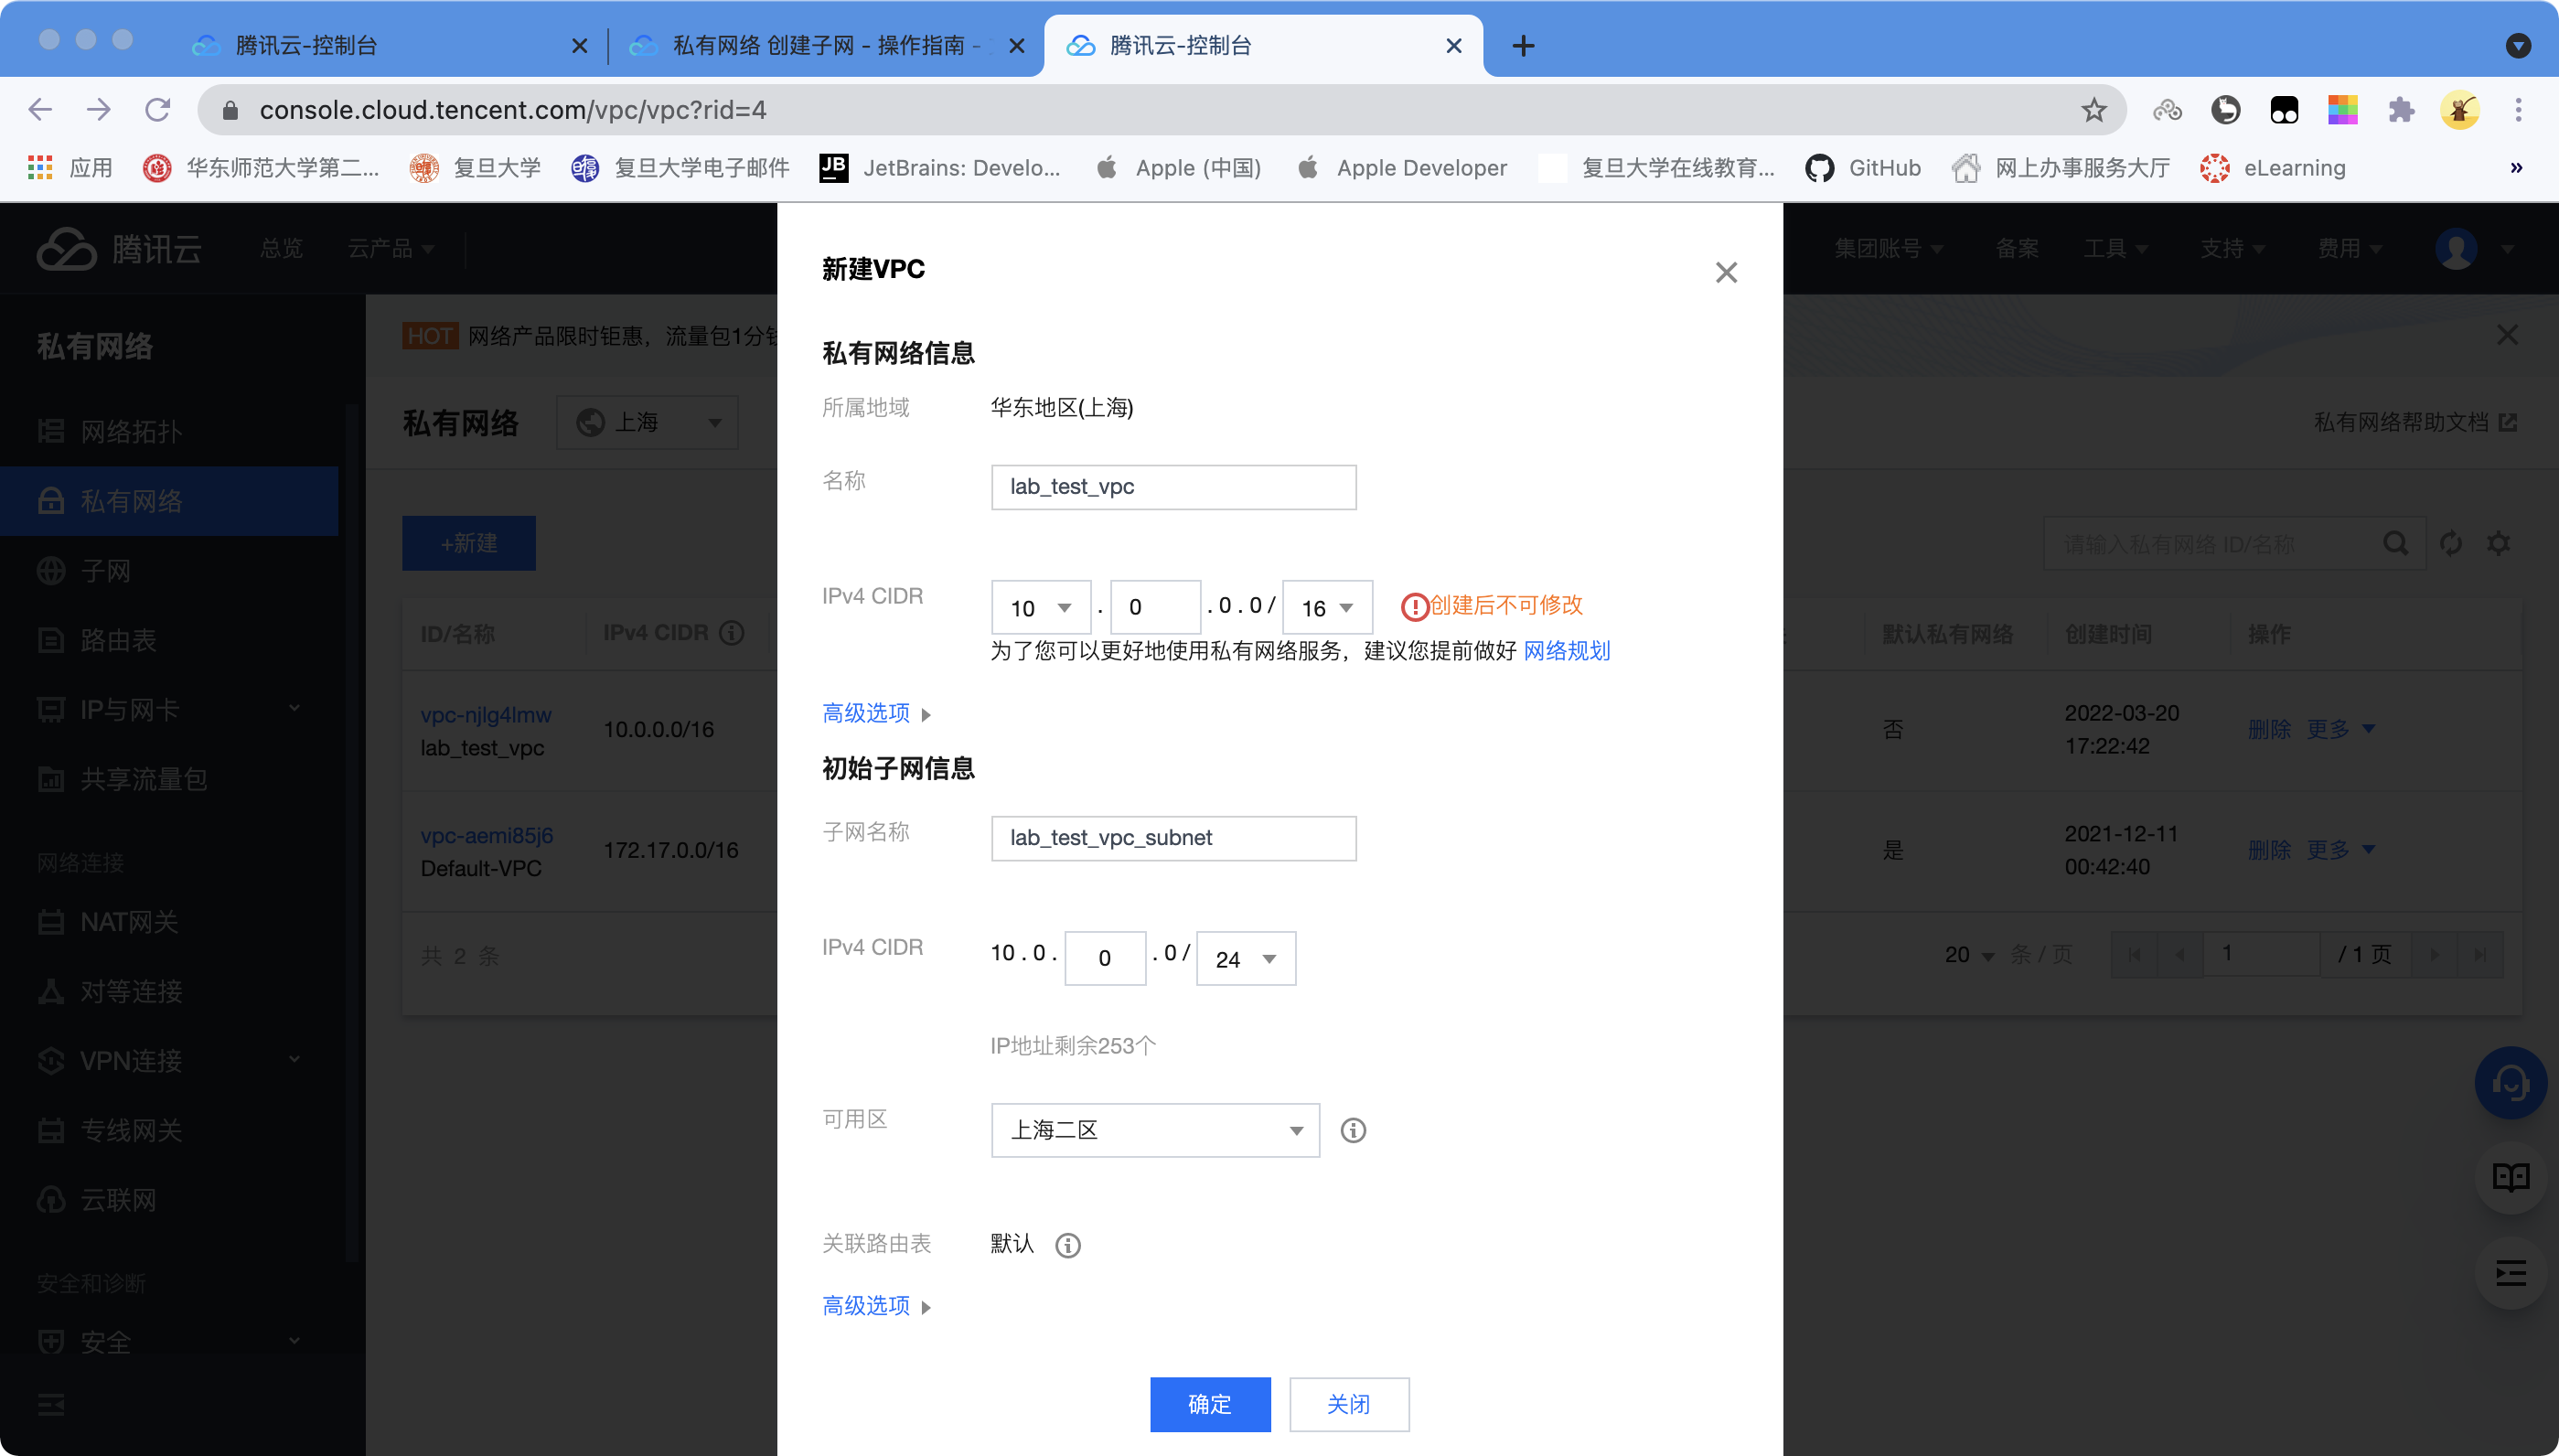 腾讯云-控制台
私有网络 创建子网 - 操作指南 -
腾讯云-控制台
console.cloud.tencent.com/vpc/vpc?rid=4
应用
华东师范大学第二...
复旦大学
复旦大学电子邮件
JB
JetBrains: Develo...
Apple (中国)
Apple Developer
复旦大学在线教育...
GitHub
网上办事服务大厅
eLearning
»
腾讯云
总览
云产品
集团账号
备案
工具
支持
费用
私有网络
网络拓扑
私有网络
子网
路由表
IP与网卡
共享流量包
网络连接
NAT网关
对等连接
VPN连接
专线网关
云联网
安全和诊断
安全
HOT 网络产品限时钜惠，流量包1分钱
私有网络
上海
私有网络帮助文档
+新建
请输入私有网络 ID/名称
ID/名称
IPv4 CIDR
默认私有网络
创建时间
操作
vpc-njlg4lmw
lab_test_vpc
10.0.0.0/16
否
2022-03-20
17:22:42
删除 更多
vpc-aemi85j6
Default-VPC
172.17.0.0/16
是
2021-12-11
00:42:40
删除 更多
共 2 条
20 条 / 页
1
/ 1 页
新建VPC
私有网络信息
所属地域
华东地区(上海)
名称
lab_test_vpc
IPv4 CIDR
10 . 0 . 0 . 0 / 16
创建后不可修改
为了您可以更好地使用私有网络服务，建议您提前做好 网络规划
高级选项
初始子网信息
子网名称
lab_test_vpc_subnet
IPv4 CIDR
10 . 0 . 0 . 0 / 24
IP地址剩余253个
可用区
上海二区
关联路由表
默认
高级选项
确定
关闭